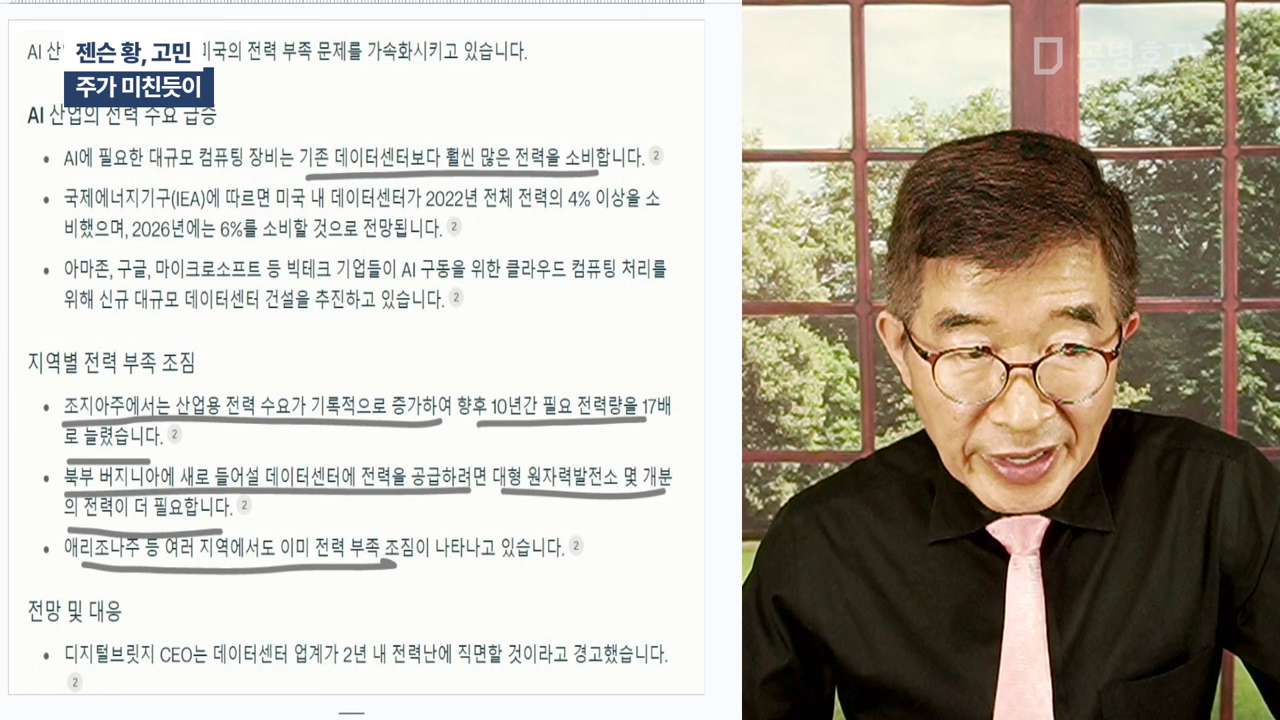 AI 산 미국의 전력 부족 문제를 가속화시키고 있습니다.
젠슨 황, 고민
주가 미친듯이
AI 산업의 전력 수요 급증
AI에 필요한 대규모 컴퓨팅 장비는 기존 데이터센터보다 훨씬 많은 전력을 소비합니다. 2
국제에너지기구(IEA)에 따르면 미국 내 데이터센터가 2022년 전체 전력의 4% 이상을 소
비했으며, 2026년에는 6%를 소비할 것으로 전망됩니다. 2
아마존, 구글, 마이크로소프트 등 빅테크 기업들이 AI 구동을 위한 클라우드 컴퓨팅 처리를
위해 신규 대규모 데이터센터 건설을 추진하고 있습니다. 2
지역별 전력 부족 조짐
조지아주에서는 산업용 전력 수요가 기록적으로 증가하여 향후 10년간 필요 전력량을 17배
로 늘렸습니다. 2
북부 버지니아에 새로 들어설 데이터센터에 전력을 공급하려면 대형 원자력발전소 몇 개분
의 전력이 더 필요합니다. 2
애리조나주 등 여러 지역에서도 이미 전력 부족 조짐이 나타나고 있습니다. 2
전망 및 대응
디지털브릿지 CEO는 데이터센터 업계가 2년 내 전력난에 직면할 것이라고 경고했습니다.
2
공병호TV